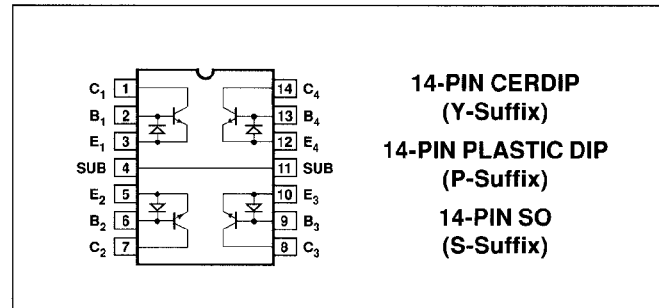 C1 1 14 C4
B1 2 13 B4
E1 3 12 E4
SUB 4 11 SUB
E2 5 10 E3
B2 6 9 B3
C2 7 8 C3
14-PIN CERDIP
(Y-Suffix)
14-PIN PLASTIC DIP
(P-Suffix)
14-PIN SO
(S-Suffix)